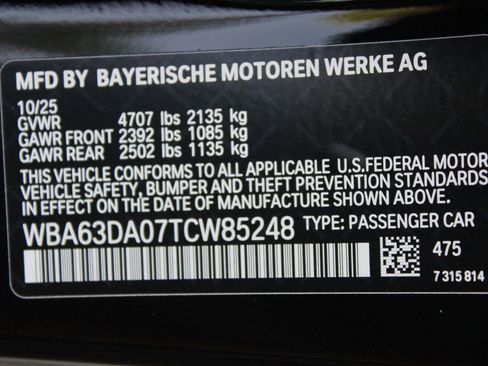 MFD BY BAYERISCHE MOTOREN WERKE AG
10/25
GVWR 4707 lbs 2135 kg
GAWR FRONT 2392 lbs 1085 kg
GAWR REAR 2502 lbs 1135 kg
THIS VEHICLE CONFORMS TO ALL APPLICABLE U.S.FEDERAL MOTOR
VEHICLE SAFETY, BUMPER AND THEFT PREVENTION STANDARDS
IN EFFECT ON THE DATE OF MANUFACTURE SHOWN ABOVE.
WBA63DA07TCW85248 TYPE: PASSENGER CAR
475
7 315 814